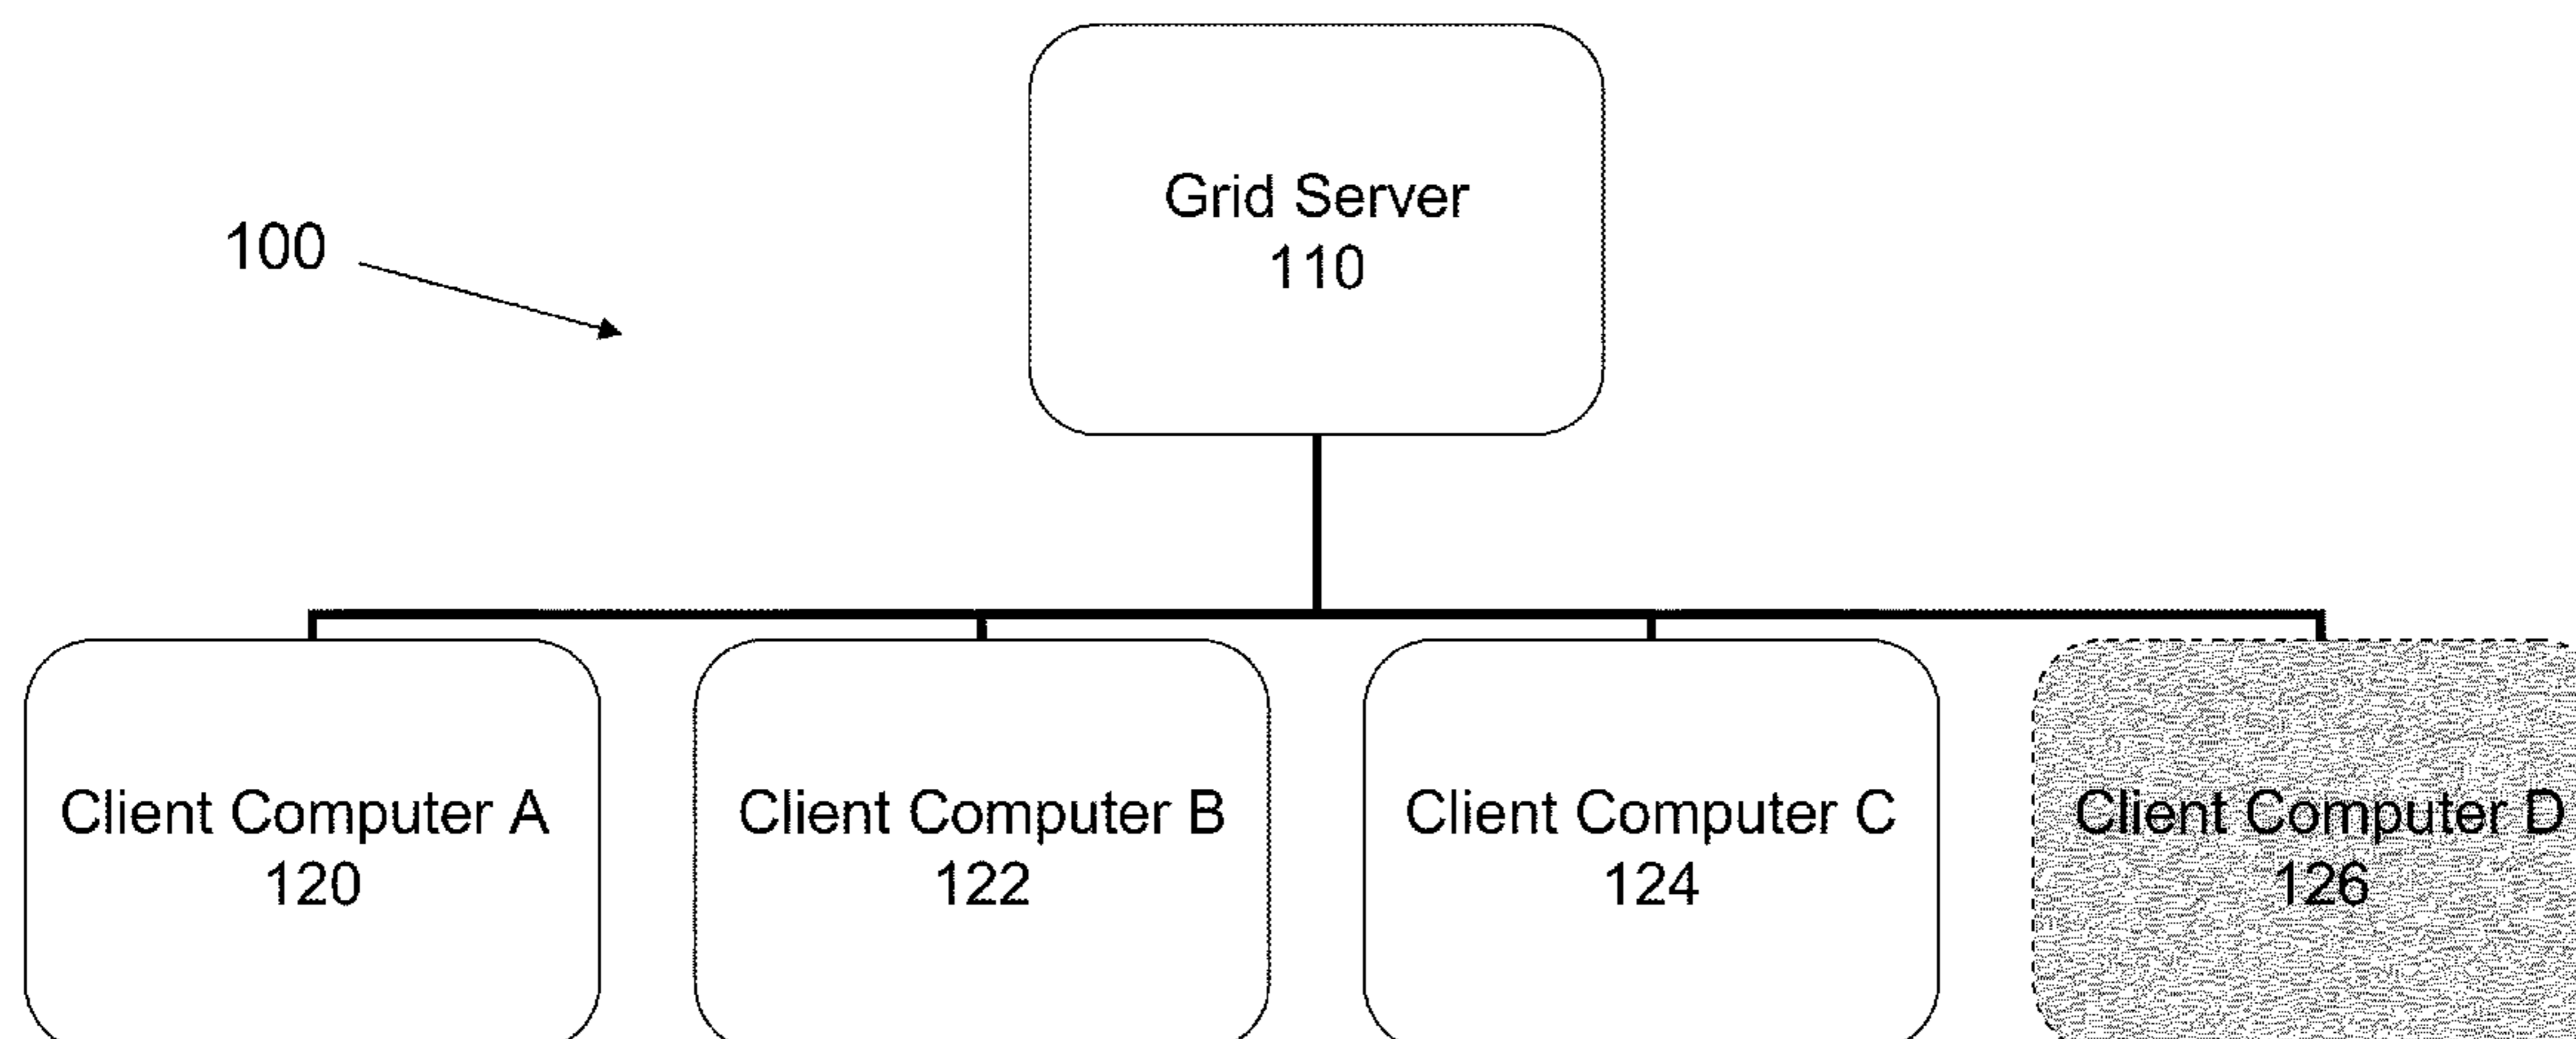 Grid Server
110
100
Client Computer A
120
Client Computer B
122
Client Computer C
124
Client Computer D
126